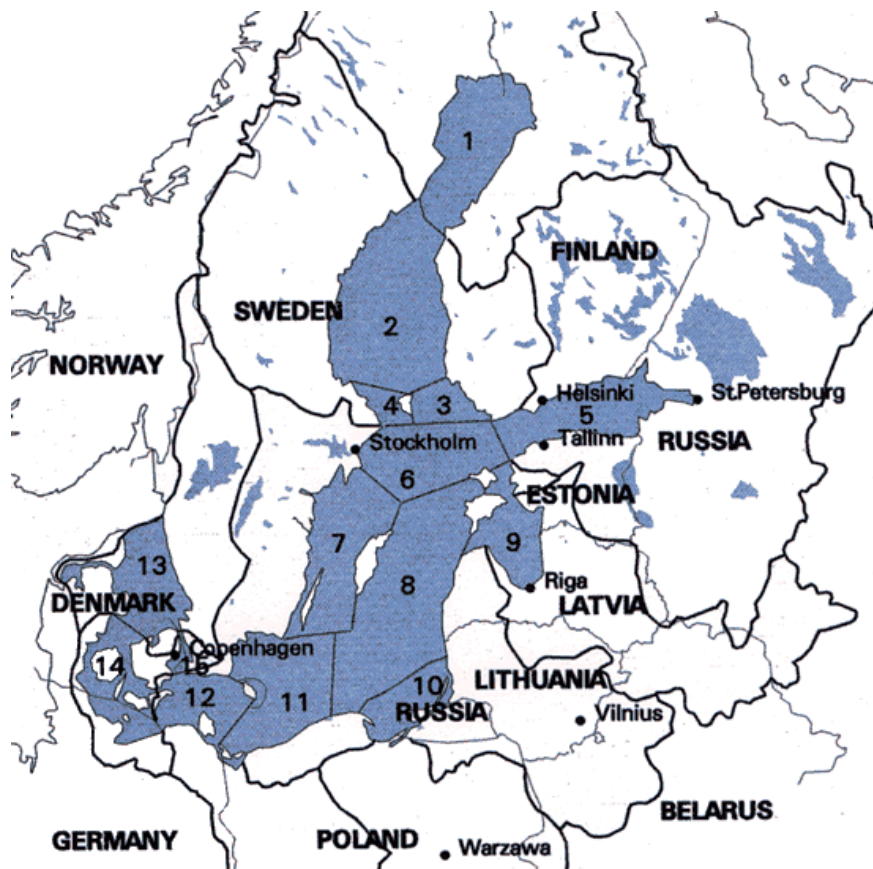 1
FINLAND
SWEDEN
2
NORWAY
4
3
Helsinki
5
St.Petersburg
Stockholm
Tallinn
RUSSIA
6
ESTONIA
7
9
8
13
Riga
DENMARK
LATVIA
Copenhagen
14
15
12
11
10
LITHUANIA
RUSSIA
Vilnius
BELARUS
GERMANY
POLAND
Warzawa